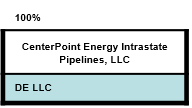 100%
CenterPoint Energy Intrastate
Pipelines, LLC
DE LLC